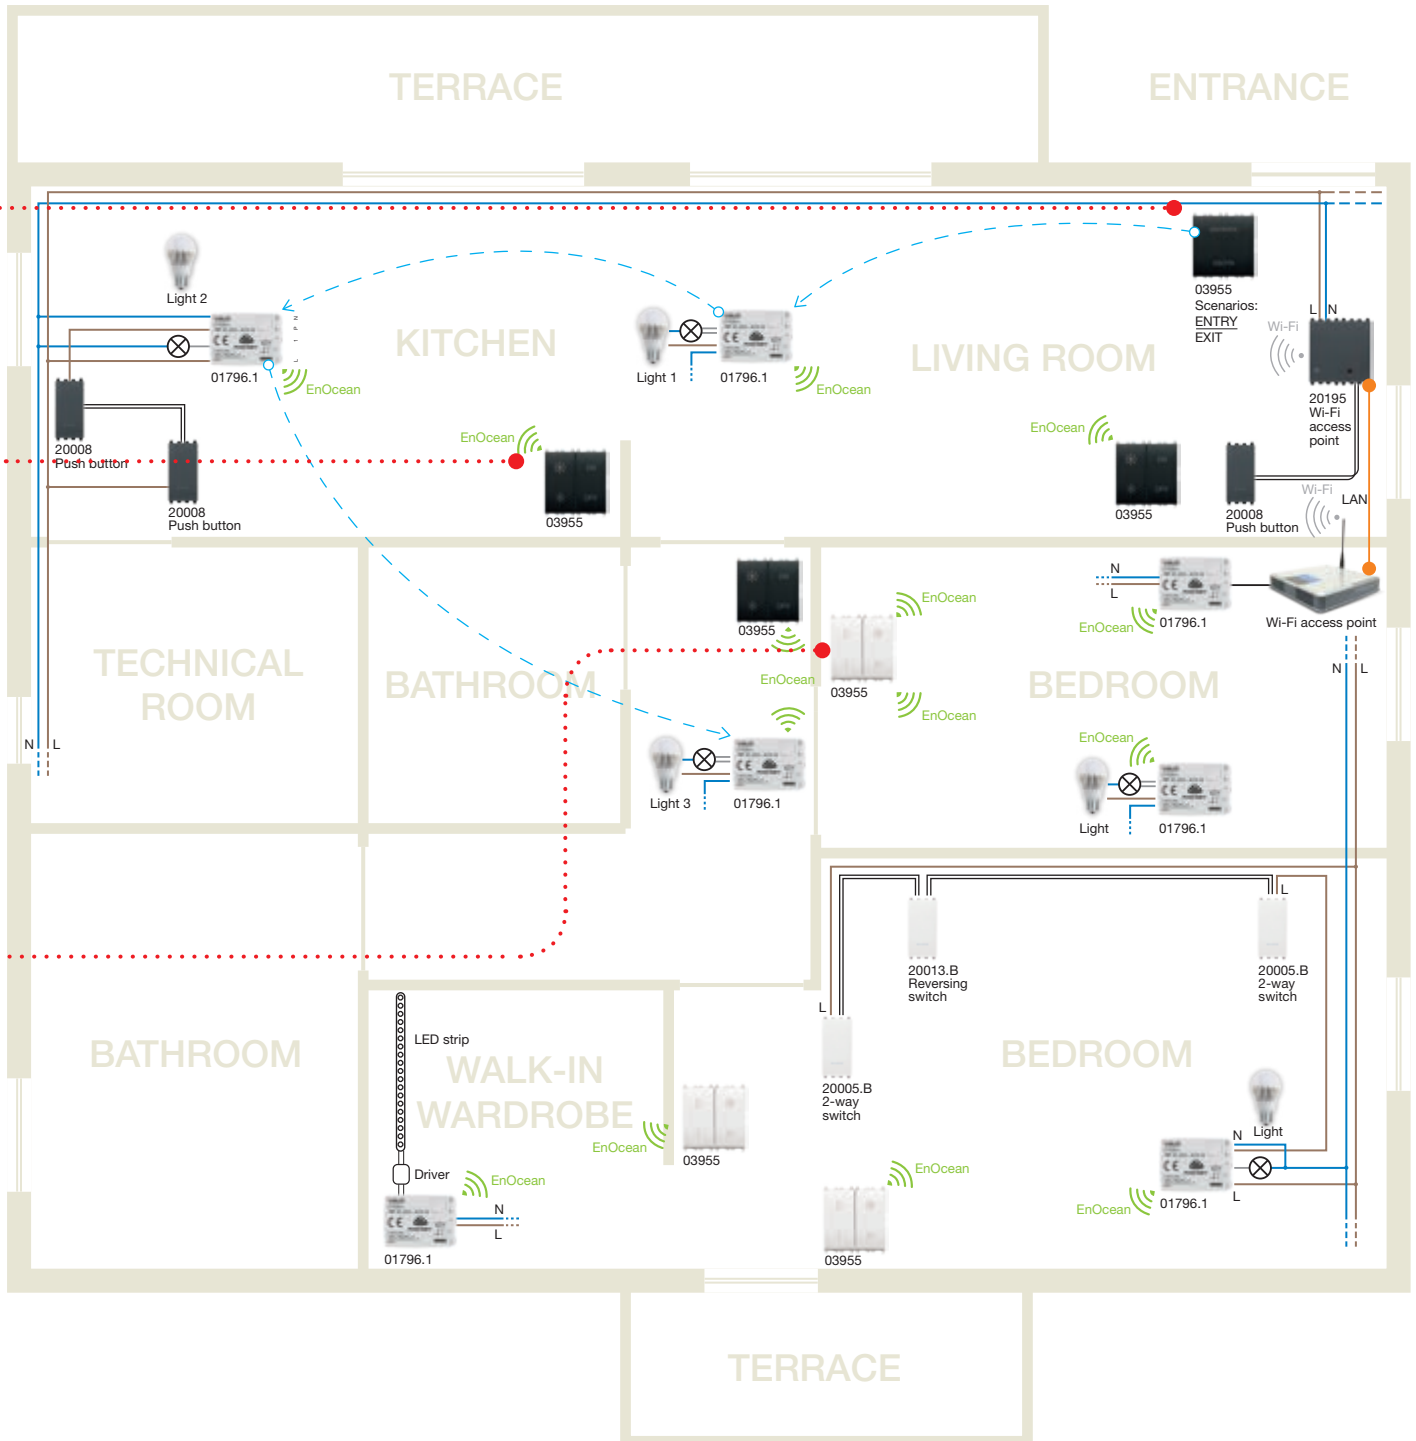 TERRACE
ENTRANCE
Light 2
01796.1
EnOcean
KITCHEN
Light 1
01796.1
EnOcean
LIVING ROOM
03955
Scenarios:
ENTRY
EXIT
L N
Wi-Fi
20195
Wi-Fi
access
point
20008
Push button
20008
Push button
EnOcean
03955
EnOcean
03955
20008
Push button
Wi-Fi
LAN
Wi-Fi access point
N
L
01796.1
EnOcean
N L
TECHNICAL
ROOM
BATHROOM
03955
EnOcean
EnOcean
03955
EnOcean
BEDROOM
N L
Light 3
01796.1
EnOcean
Light
01796.1
L
20013.B
Reversing
switch
20005.B
2-way
switch
L
20005.B
2-way
switch
BATHROOM
LED strip
WALK-IN
WARDROBE
EnOcean
03955
BEDROOM
Light
N
L
01796.1
EnOcean
Driver
EnOcean
N
L
01796.1
EnOcean
03955
TERRACE